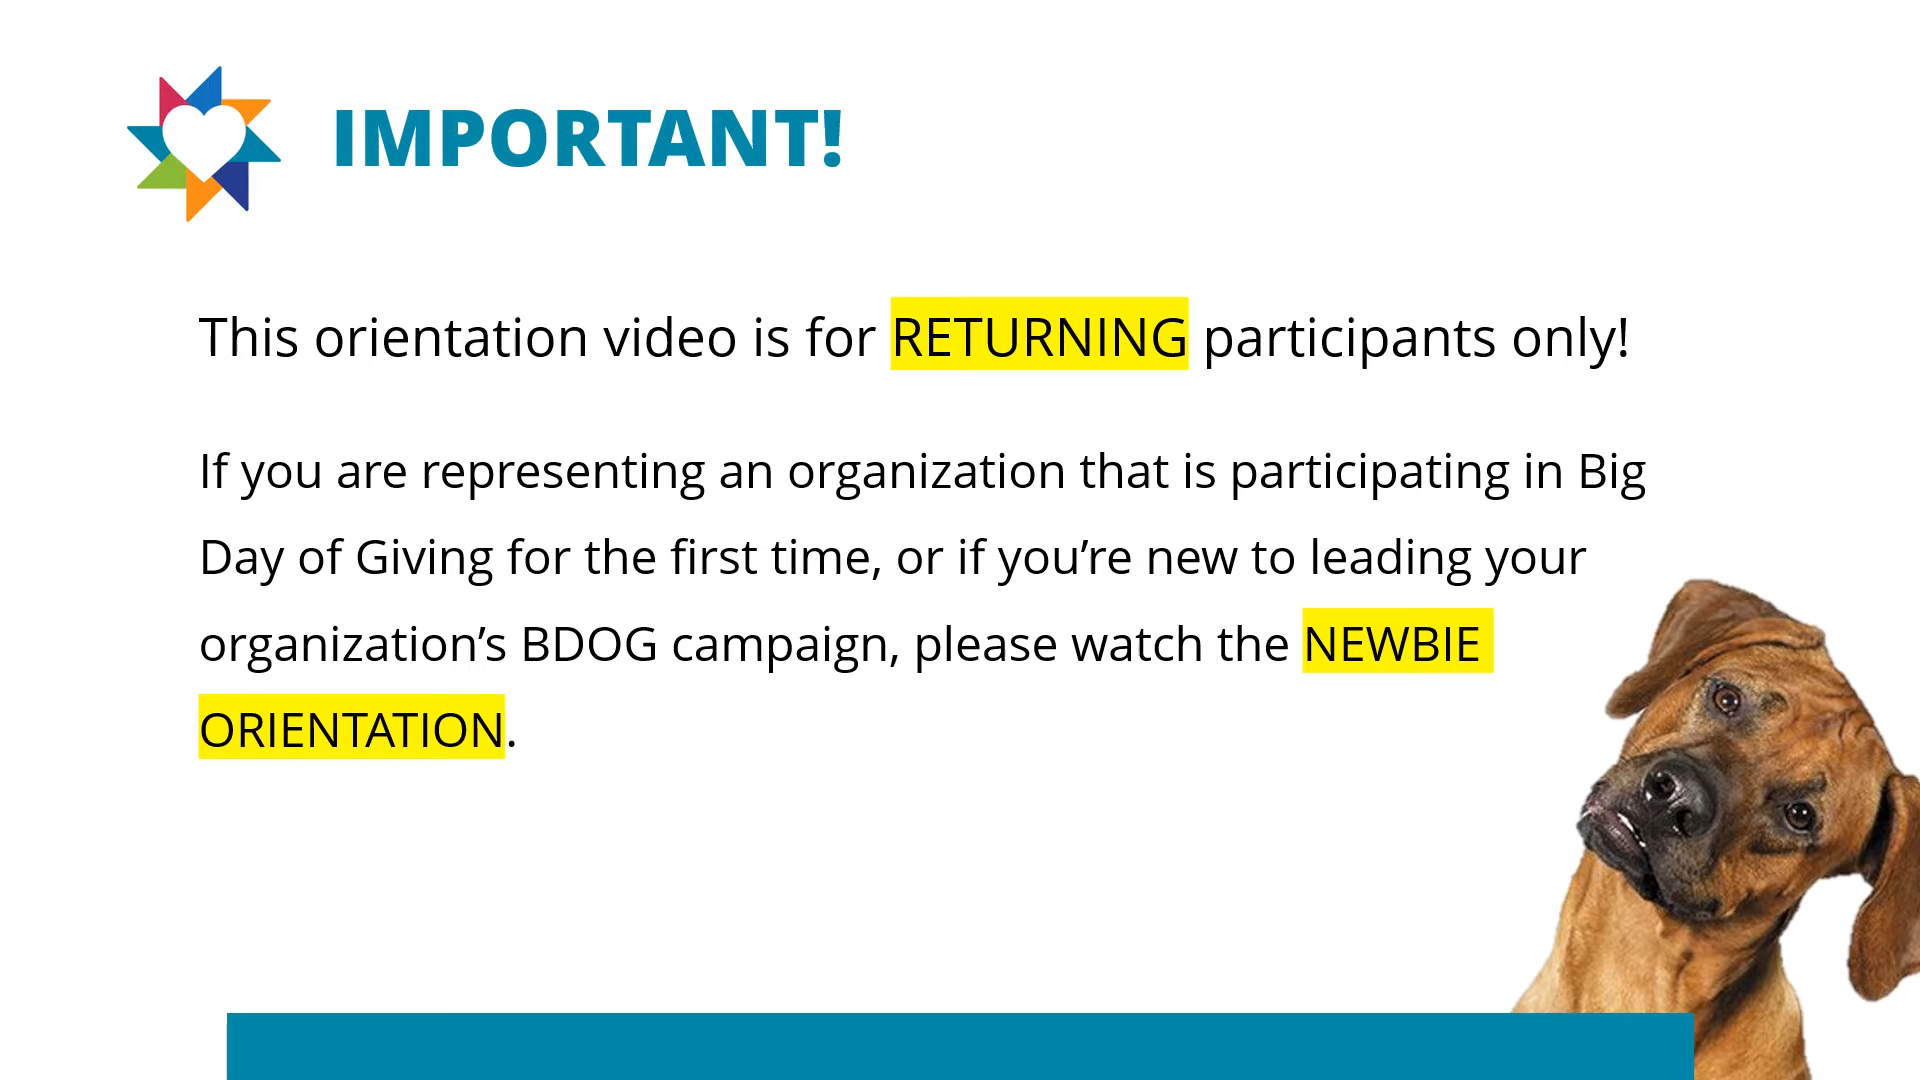 IMPORTANT!
This orientation video is for RETURNING participants only!
If you are representing an organization that is participating in Big
Day of Giving for the first time, or if you’re new to leading your
organization’s BDOG campaign, please watch the NEWBIE
ORIENTATION.